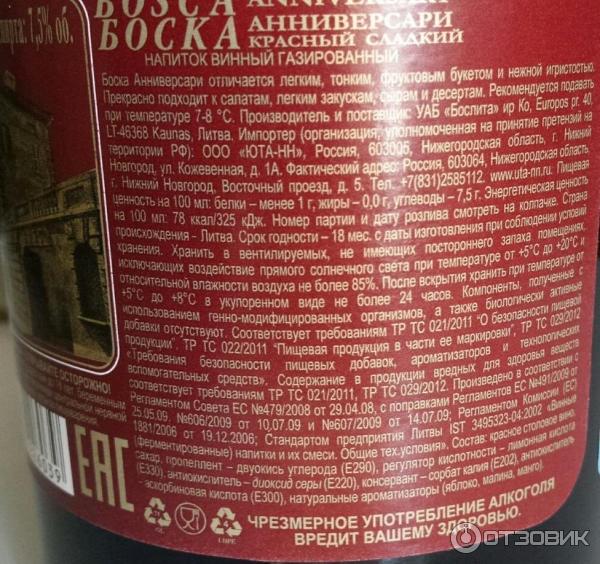 BOSCA ANNIVERSARY
БОСКА АННИВЕРСАРИ
КРАСНЫЙ СЛАДКИЙ
НАПИТОК ВИННЫЙ ГАЗИРОВАННЫЙ
спирта: 7,5% об.
Боска Анниверсари отличается легким, тонким, фруктовым букетом и нежной игристостью.
Прекрасно подходит к салатам, легким закускам, сырам и десертам. Рекомендуется подавать
при температуре 7-8 °С. Производитель и поставщик: УАБ «Бослита» ир Ко, Europos pr. 40,
LT-46368 Kaunas, Литва. Импортер (организация, уполномоченная на принятие претензий на
территории РФ): ООО «ЮТА-НН», Россия, 603005, Нижегородская область, г. Нижний
Новгород, ул. Кожевенная, д. 1А. Фактический адрес: Россия, 603064, Нижегородская область,
г. Нижний Новгород, Восточный проезд, д. 5. Тел. +7(831)2585112. www.uta-nn.ru. Пищевая
ценность на 100 мл: белки – менее 1 г, жиры – 0,0 г, углеводы – 7,5 г. Энергетическая ценность
на 100 мл: 78 ккал/325 кДж. Номер партии и дату розлива смотреть на колпачке. Страна
происхождения - Литва. Срок годности – 18 мес. с даты изготовления при соблюдении условий
хранения. Хранить в вентилируемых, не имеющих постороннего запаха помещениях,
исключающих воздействие прямого солнечного света при температуре от +5°С до +20°С и
относительной влажности воздуха не более 85%. После вскрытия хранить при температуре от
+5°С до +8°С в укупоренном виде не более 24 часов. Компоненты, полученные с
использованием генно-модифицированных организмов, а также биологически активные
добавки отсутствуют. Соответствует требованиям ТР ТС 021/2011 "О безопасности пищевой
продукции", ТР ТС 022/2011 "Пищевая продукция в части ее маркировки", ТР ТС 029/2012
«Требования безопасности пищевых добавок, ароматизаторов и технологических
вспомогательных средств». Содержание в продукции вредных для здоровья веществ
соответствует требованиям ТР ТС 021/2011, ТР ТС 029/2012. Произведено в соответствии с
Регламентом Совета ЕС №479/2008 от 29.04.08, с поправками Регламентов ЕС №491/2009 от
25.05.09, №606/2009 от 10.07.09 и №607/2009 от 14.07.09; Регламентом Комиссии (ЕС)
1881/2006 от 19.12.2006; Стандартом предприятия Литвы IST 3495323-04:2002 «Винные
(ферментированные) напитки и их смеси. Общие тех.условия». Состав: красное столовое вино,
сахар, пропеллент – двуокись углерода (Е290), регулятор кислотности – лимонная кислота
(Е330), антиокислитель – диоксид серы (Е220), консервант – сорбат калия (Е202), антиокислитель
- аскорбиновая кислота (Е300), натуральные ароматизаторы (яблоко, малина, манго).
ОСТОРОЖНО!
беременным
нервной
EAC
ЧРЕЗМЕРНОЕ УПОТРЕБЛЕНИЕ АЛКОГОЛЯ
ВРЕДИТ ВАШЕМУ ЗДОРОВЬЮ.
ОТЗОВИК